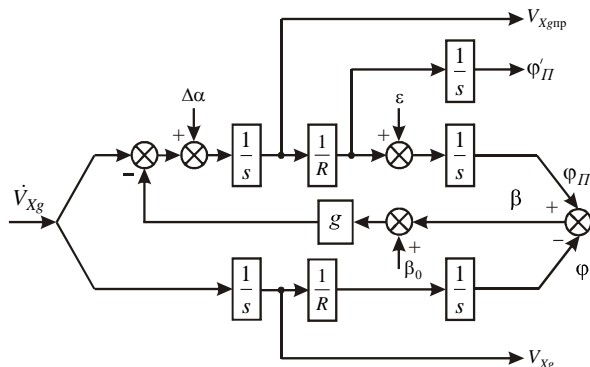 V_{Xgпр}
1/s
φ'_П
Δα
ε
+
1/s
1/R
+
1/s
–
V̇_{Xg}
φ_П
g
β
+
+
β_0
–
φ
1/s
1/R
1/s
V_{Xg}